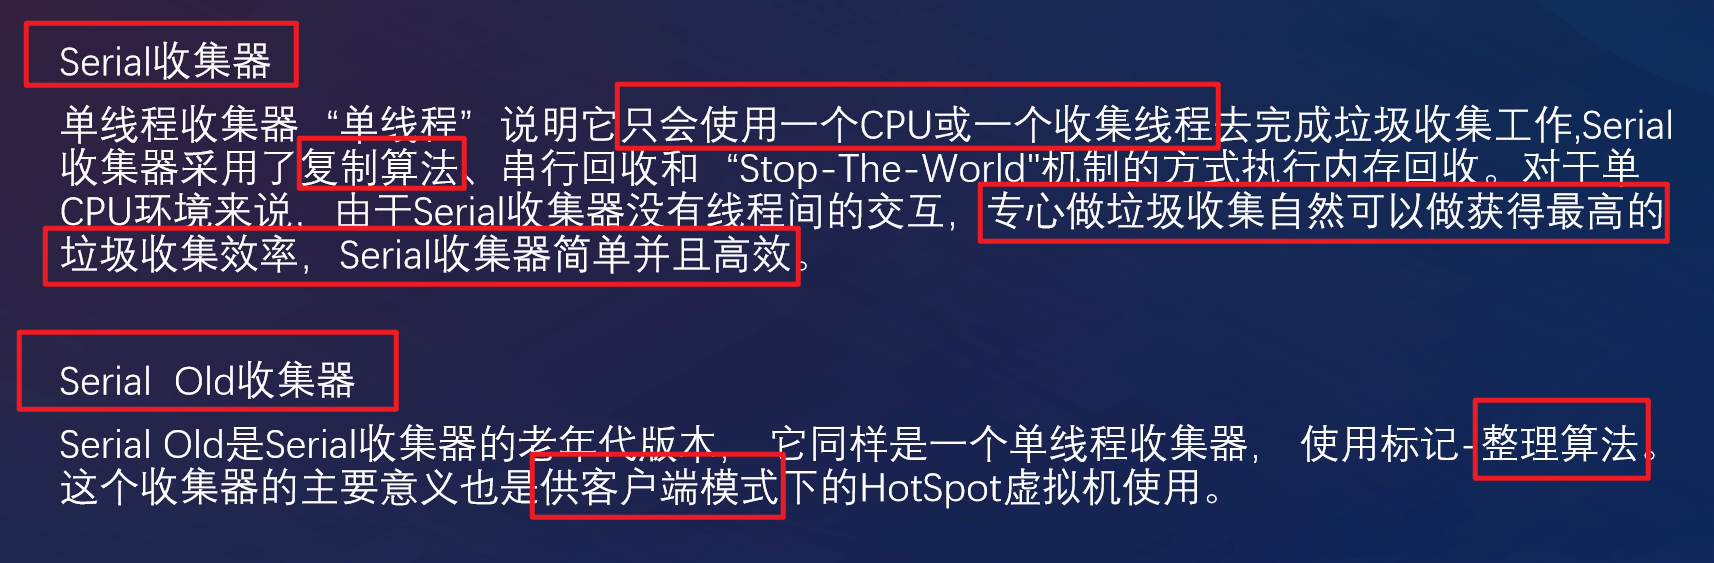 Serial收集器
单线程收集器 “单线程” 说明它只会使用一个CPU或一个收集线程去完成垃圾收集工作,Serial
收集器采用了复制算法、串行回收和 “Stop-The-World"机制的方式执行内存回收。对于单
CPU环境来说，由于Serial收集器没有线程间的交互，专心做垃圾收集自然可以做获得最高的
垃圾收集效率，Serial收集器简单并且高效。
Serial Old收集器
Serial Old是Serial收集器的老年代版本，它同样是一个单线程收集器， 使用标记-整理算法。
这个收集器的主要意义也是供客户端模式下的HotSpot虚拟机使用。